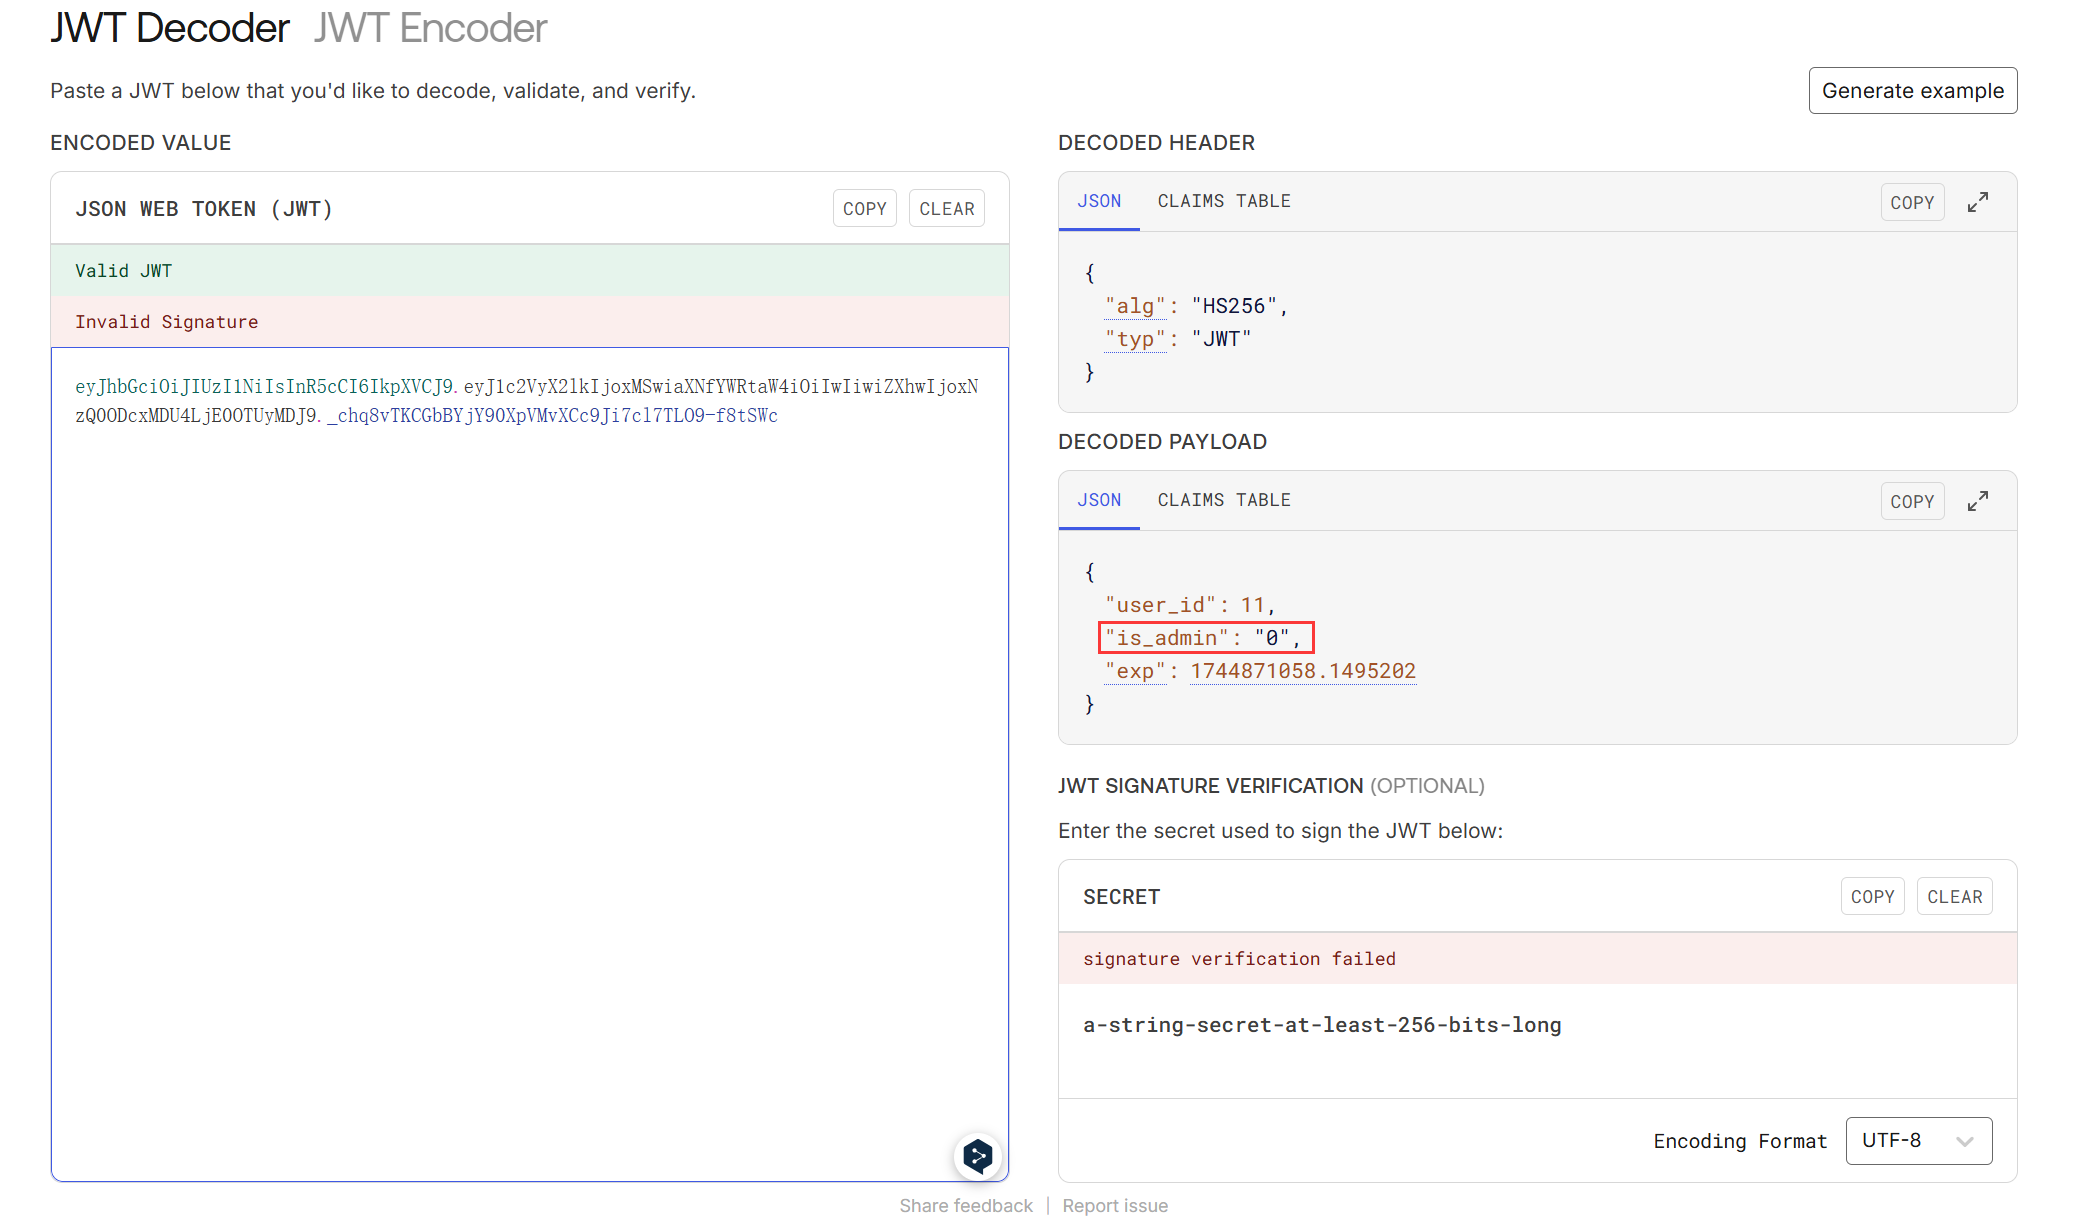 JWT Decoder JWT Encoder
Paste a JWT below that you'd like to decode, validate, and verify.
Generate example
ENCODED VALUE
JSON WEB TOKEN (JWT)
COPY
CLEAR
Valid JWT
Invalid Signature
eyJhbGciOiJIUzI1NiIsInR5cCI6IkpXVCJ9.eyJ1c2VyX2lkIjoxMSwiaXNfYWRtaW4iOiIwIiwiZXhwIjoxN
zQ0ODcxMDU4LjE0OTUyMDJ9._chq8vTKCGbBYjY90XpVMvXCc9Ji7cl7TLO9-f8tSWc
DECODED HEADER
JSON
CLAIMS TABLE
COPY
{
"alg": "HS256",
"typ": "JWT"
}
DECODED PAYLOAD
JSON
CLAIMS TABLE
COPY
{
"user_id": 11,
"is_admin": "0",
"exp": 1744871058.1495202
}
JWT SIGNATURE VERIFICATION (OPTIONAL)
Enter the secret used to sign the JWT below:
SECRET
COPY
CLEAR
signature verification failed
a-string-secret-at-least-256-bits-long
Encoding Format
UTF-8
Share feedback | Report issue